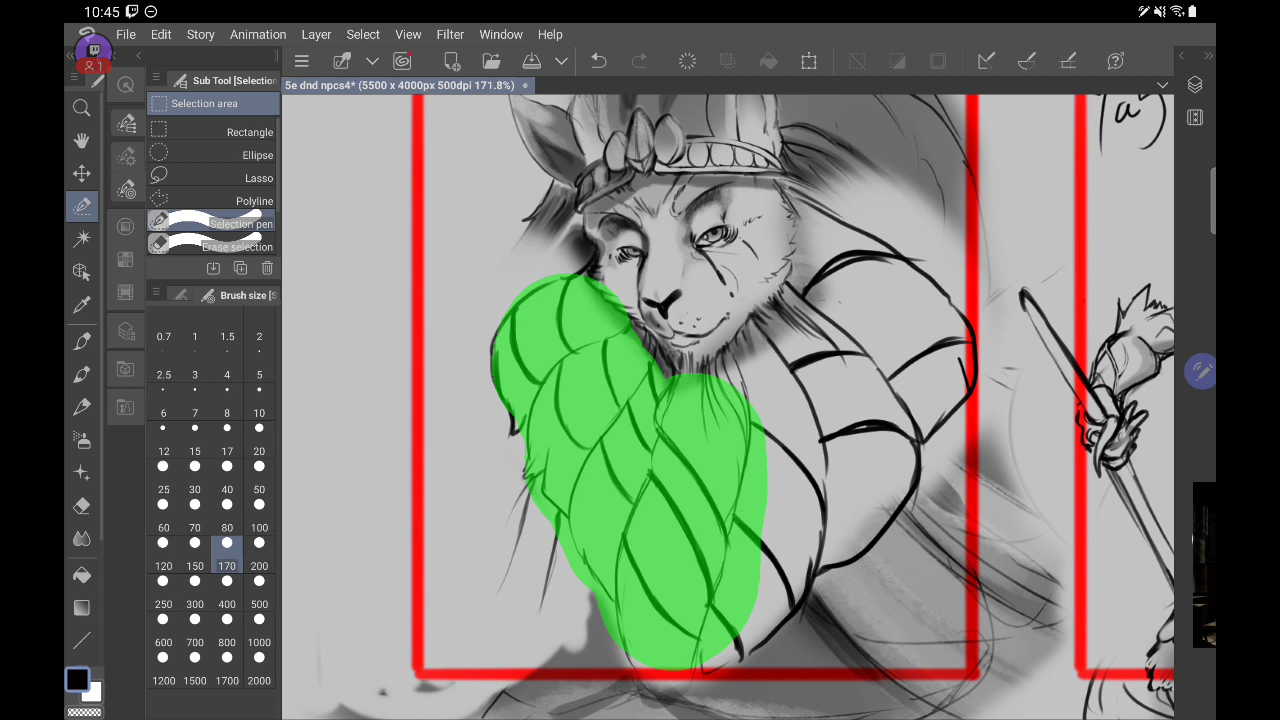 10:45
File Edit Story Animation Layer Select View Filter Window Help
1
Sub Tool [Selection
5e dnd npcs4* (5500 x 4000px 500dpi 171.8%)
Selection area
Rectangle
Ellipse
Lasso
Polyline
Selection pen
Erase selection
Brush size [S
0.7 1 1.5 2
2.5 3 4 5
6 7 8 10
12 15 17 20
25 30 40 50
60 70 80 100
120 150 170 200
250 300 400 500
600 700 800 1000
1200 1500 1700 2000